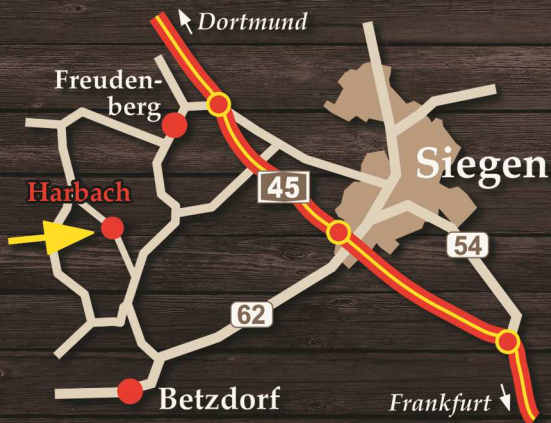 Dortmund
Freuden-
berg
Siegen
Harbach
45
54
62
Betzdorf
Frankfurt